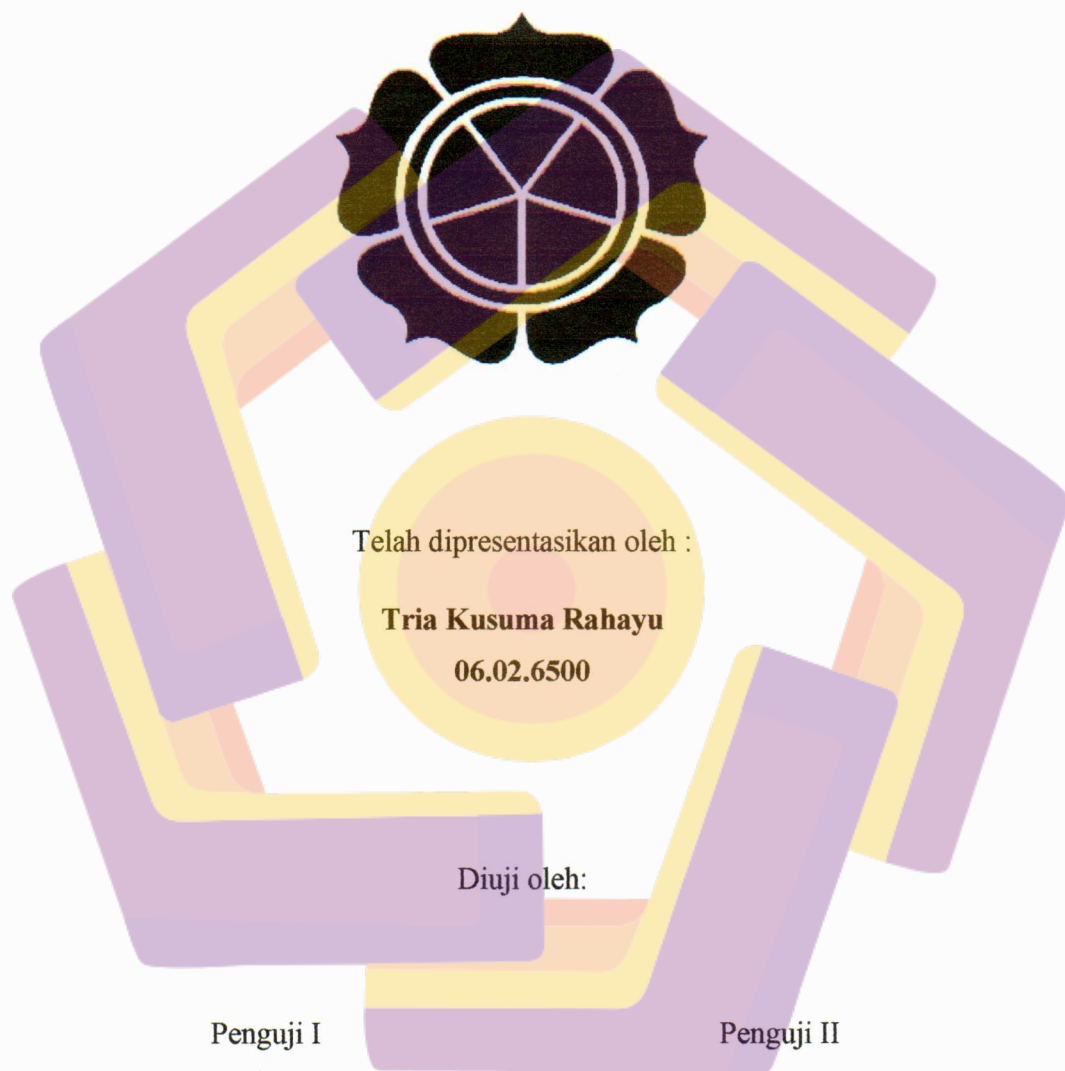 Telah dipresentasikan oleh :
Tria Kusuma Rahayu
06.02.6500
Diuji oleh:
Penguji I Penguji II